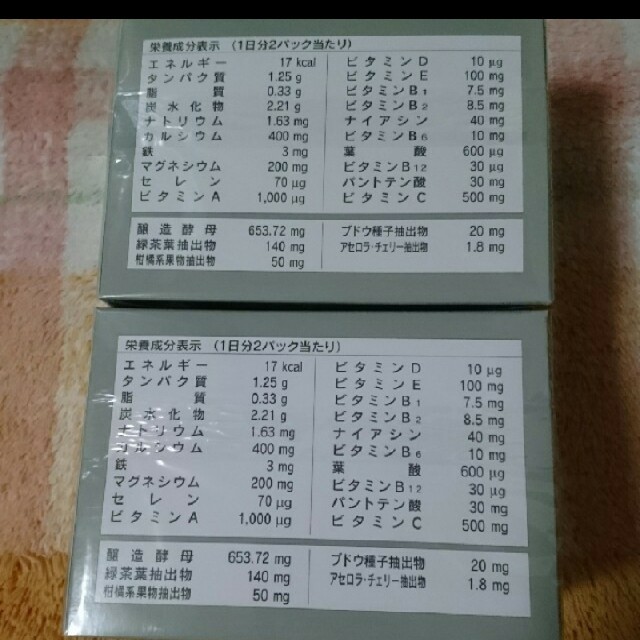 栄養成分表示 (1日分2パック当たり)
エネルギー 17 kcal
タンパク質 1.25 g
脂質 0.33 g
炭水化物 2.21 g
ナトリウム 1.63 mg
カルシウム 400 mg
鉄 3 mg
マグネシウム 200 mg
セレン 70 μg
ビタミンA 1,000 μg
ビタミンD 10 μg
ビタミンE 100 mg
ビタミンB1 7.5 mg
ビタミンB2 8.5 mg
ナイアシン 40 mg
ビタミンB6 10 mg
葉酸 600 μg
ビタミンB12 30 μg
パントテン酸 30 mg
ビタミンC 500 mg
醸造酵母 653.72 mg
緑茶葉抽出物 140 mg
柑橘系果物抽出物 50 mg
ブドウ種子抽出物 20 mg
アセロラ・チェリー抽出物 1.8 mg
栄養成分表示 (1日分2パック当たり)
エネルギー 17 kcal
タンパク質 1.25 g
脂質 0.33 g
炭水化物 2.21 g
ナトリウム 1.63 mg
カルシウム 400 mg
鉄 3 mg
マグネシウム 200 mg
セレン 70 μg
ビタミンA 1,000 μg
ビタミンD 10 μg
ビタミンE 100 mg
ビタミンB1 7.5 mg
ビタミンB2 8.5 mg
ナイアシン 40 mg
ビタミンB6 10 mg
葉酸 600 μg
ビタミンB12 30 μg
パントテン酸 30 mg
ビタミンC 500 mg
醸造酵母 653.72 mg
緑茶葉抽出物 140 mg
柑橘系果物抽出物 50 mg
ブドウ種子抽出物 20 mg
アセロラ・チェリー抽出物 1.8 mg